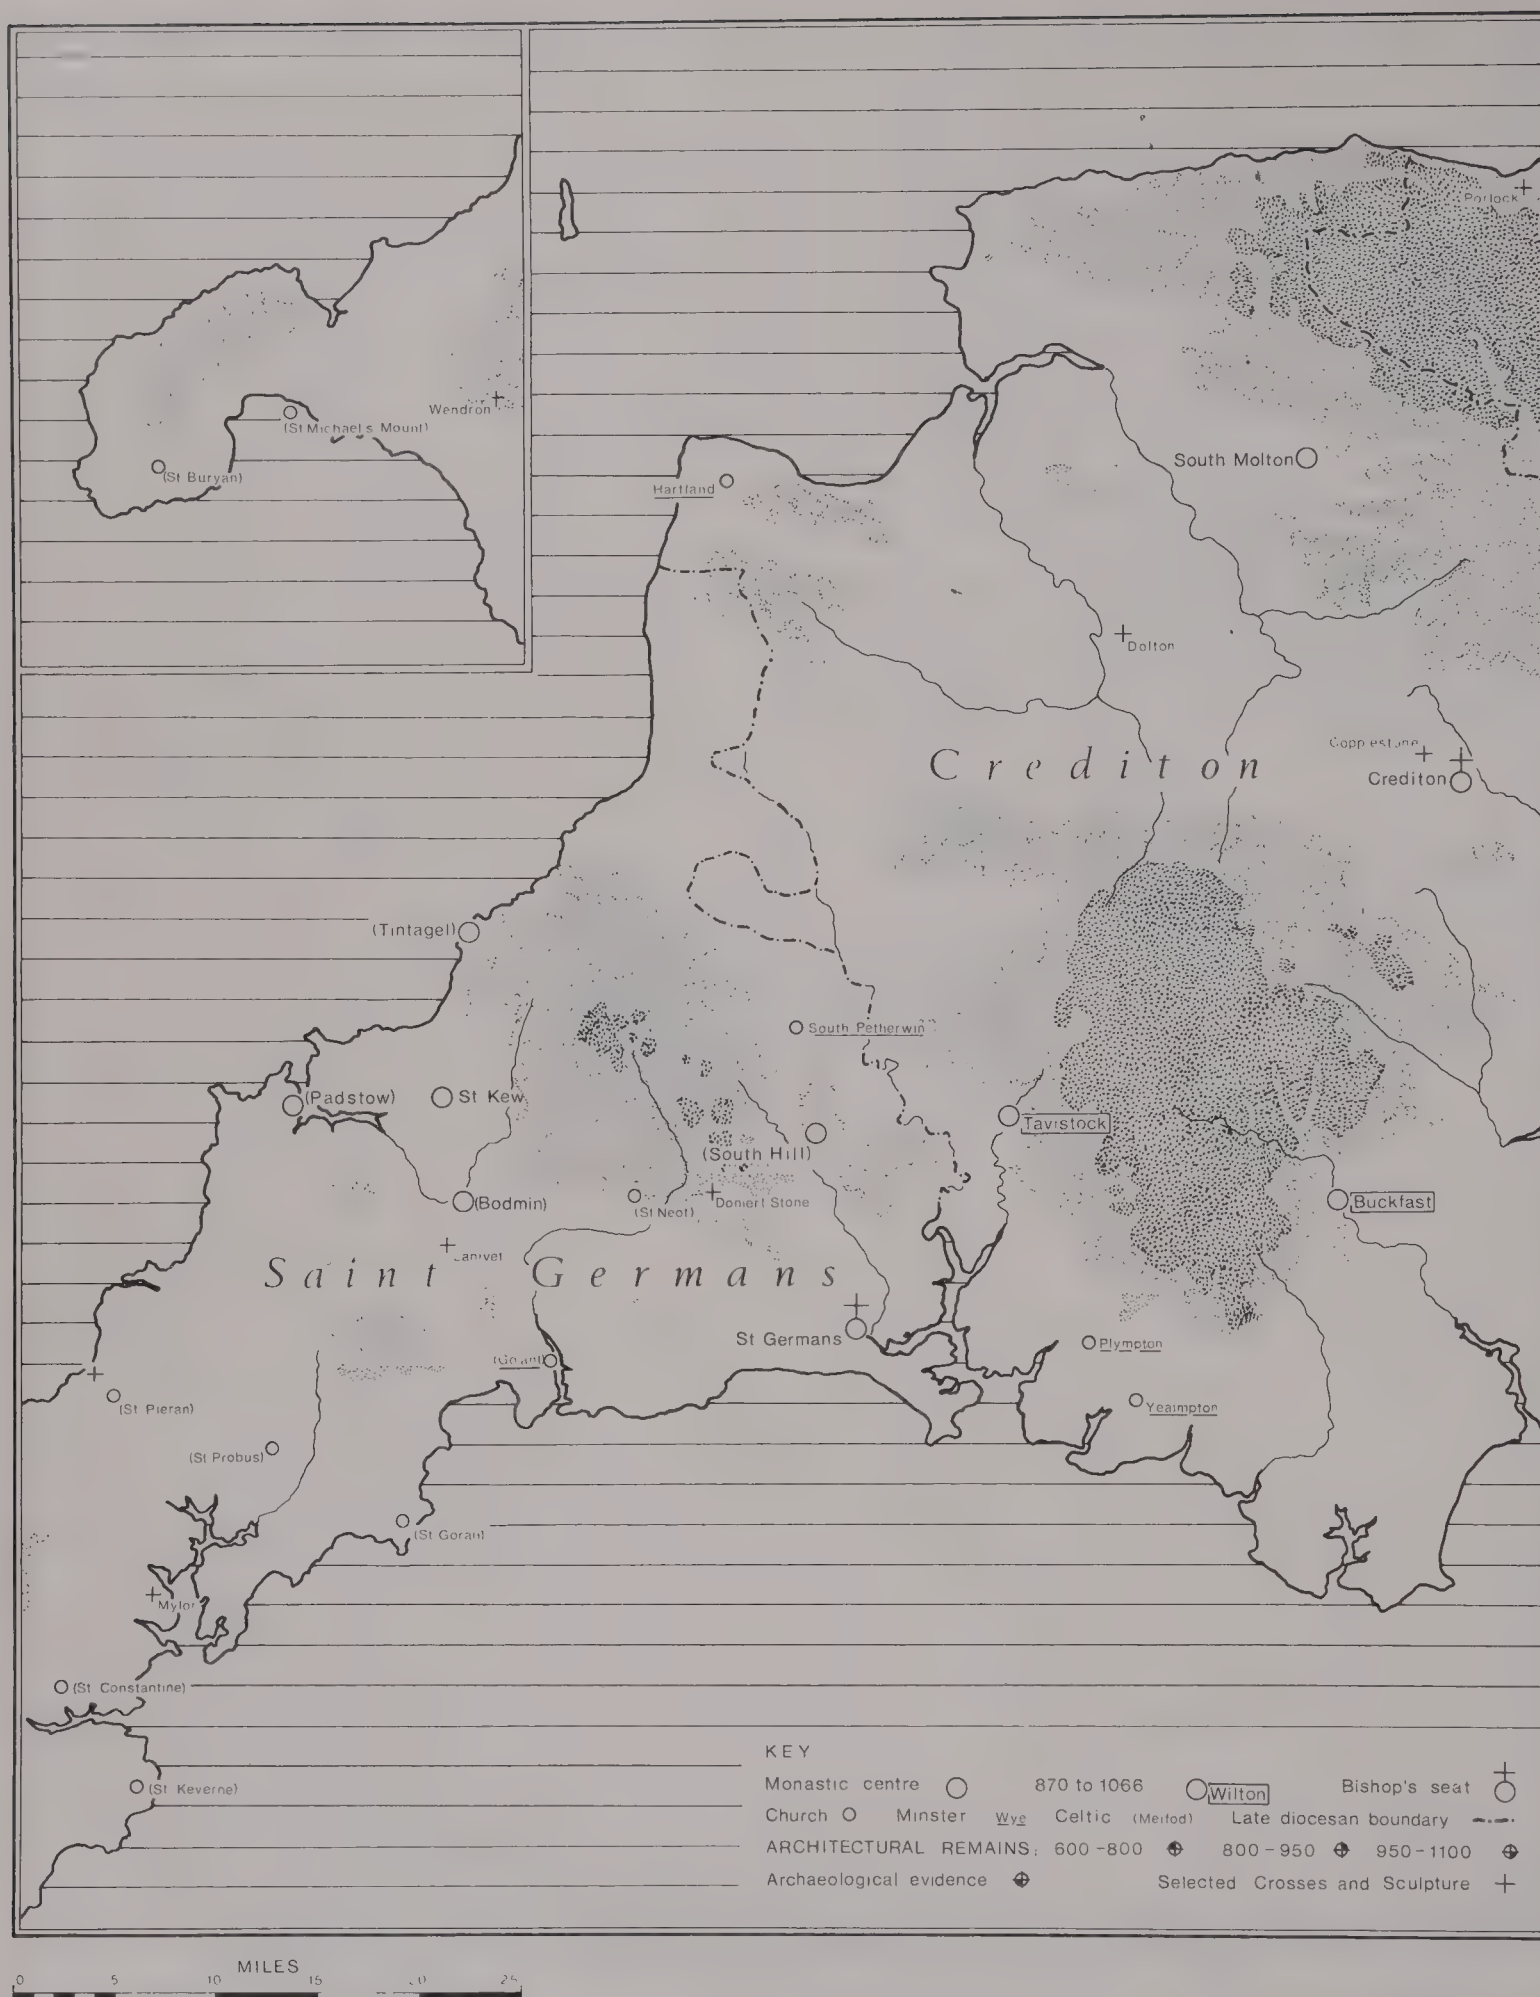 Porlock
Wendron
(St Michael's Mount)
(St Buryan)
South Molton
Hartland
Dolton
Copplestone
Crediton
Crediton
(Tintagel)
South Petherwin
(Padstow)
St Kew
Tavistock
(South Hill)
(Bodmin)
(St Neot)
Doniert Stone
Buckfast
Lanivet
Saint Germans
St Germans
Plympton
(Golant)
Yealmpton
(St Pieran)
(St Probus)
(St Goran)
Mylor
(St Constantine)
(St Keverne)
KEY
Monastic centre 870 to 1066 Wilton Bishop's seat
Church Minster Wye Celtic (Meifod) Late diocesan boundary
ARCHITECTURAL REMAINS: 600-800 800-950 950-1100
Archaeological evidence Selected Crosses and Sculpture
MILES
0 5 10 15 20 25